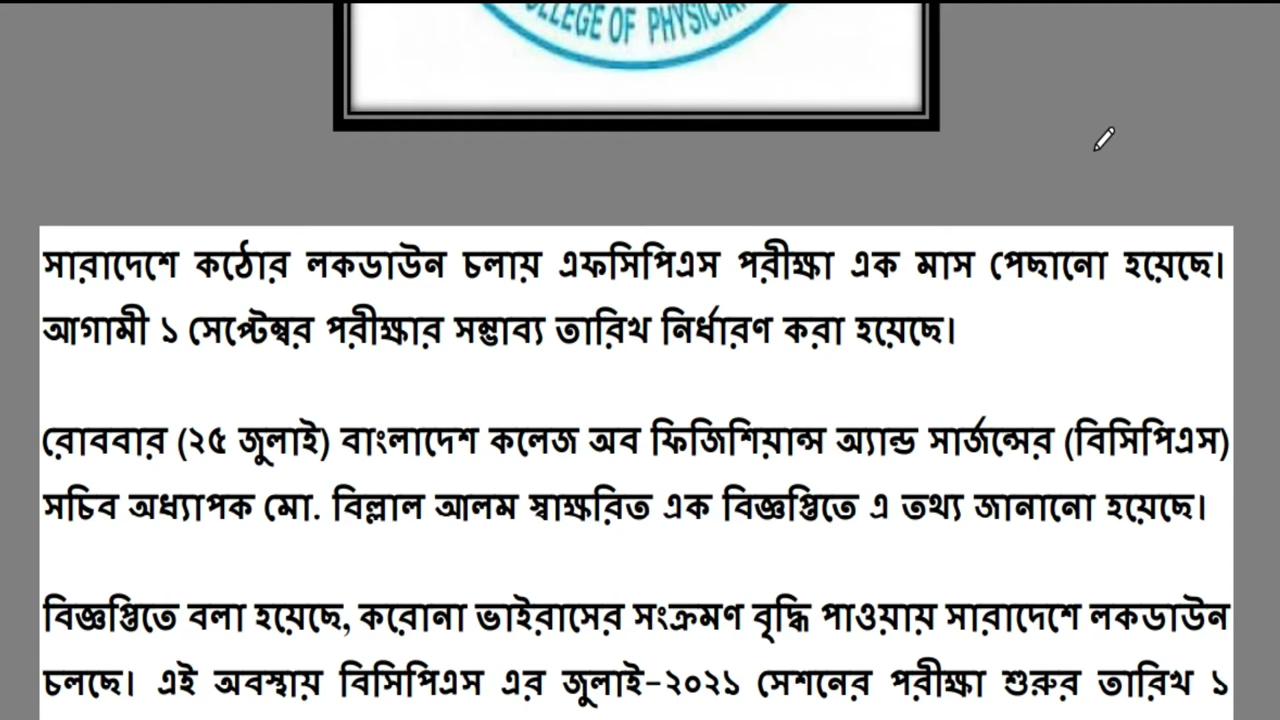 COLLEGE OF PHYSICIAN
সারাদেশে কঠোর লকডাউন চলায় এফসিপিএস পরীক্ষা এক মাস পেছানো হয়েছে।
আগামী ১ সেপ্টেম্বর পরীক্ষার সম্ভাব্য তারিখ নির্ধারণ করা হয়েছে।
রোববার (২৫ জুলাই) বাংলাদেশ কলেজ অব ফিজিশিয়ান্স অ্যান্ড সার্জন্সের (বিসিপিএস)
সচিব অধ্যাপক মো. বিল্লাল আলম স্বাক্ষরিত এক বিজ্ঞপ্তিতে এ তথ্য জানানো হয়েছে।
বিজ্ঞপ্তিতে বলা হয়েছে, করোনা ভাইরাসের সংক্রমণ বৃদ্ধি পাওয়ায় সারাদেশে লকডাউন
চলছে। এই অবস্থায় বিসিপিএস এর জুলাই-২০২১ সেশনের পরীক্ষা শুরুর তারিখ ১